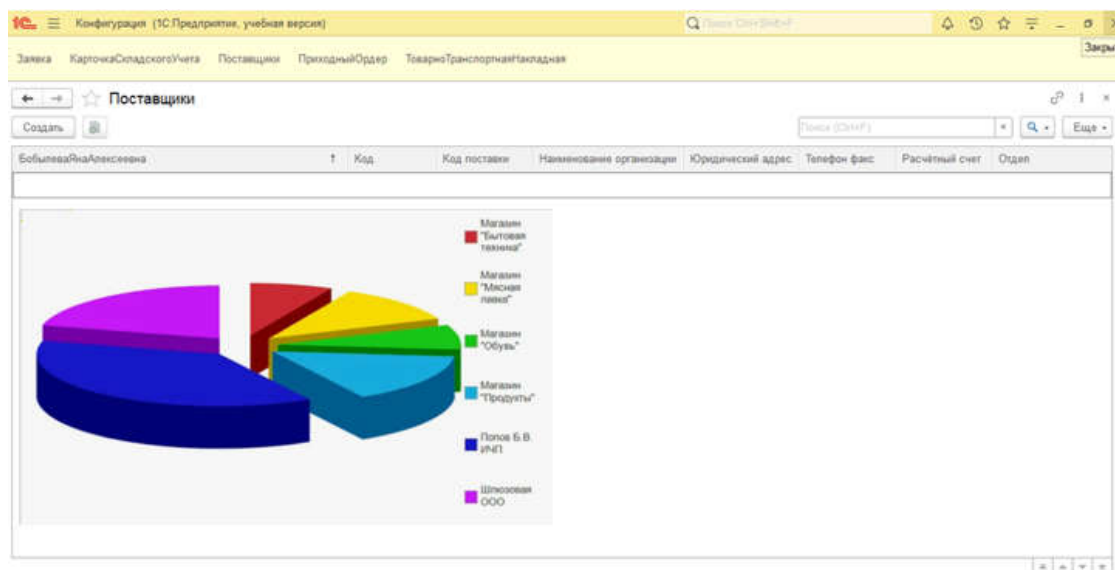 1С Конфигурация (1С:Предприятие, учебная версия) Поиск Ctrl+Shift+F
Закры
Заявка КарточкаСкладскогоУчета Поставщики ПриходныйОрдер ТоварноТранспортнаяНакладная
Поставщики
Создать Поиск (Ctrl+F) × Еще
БобылеваЯнаАлексеевна ↑ Код Код поставки Наименование организации Юридический адрес Телефон факс Расчётный счет Отдел
Магазин
"Бытовая
техника"
Магазин
"Мясная
лавка"
Магазин
"Обувь"
Магазин
"Продукты"
Попов Б.В.
ИЧП
Шлюзовая
ООО